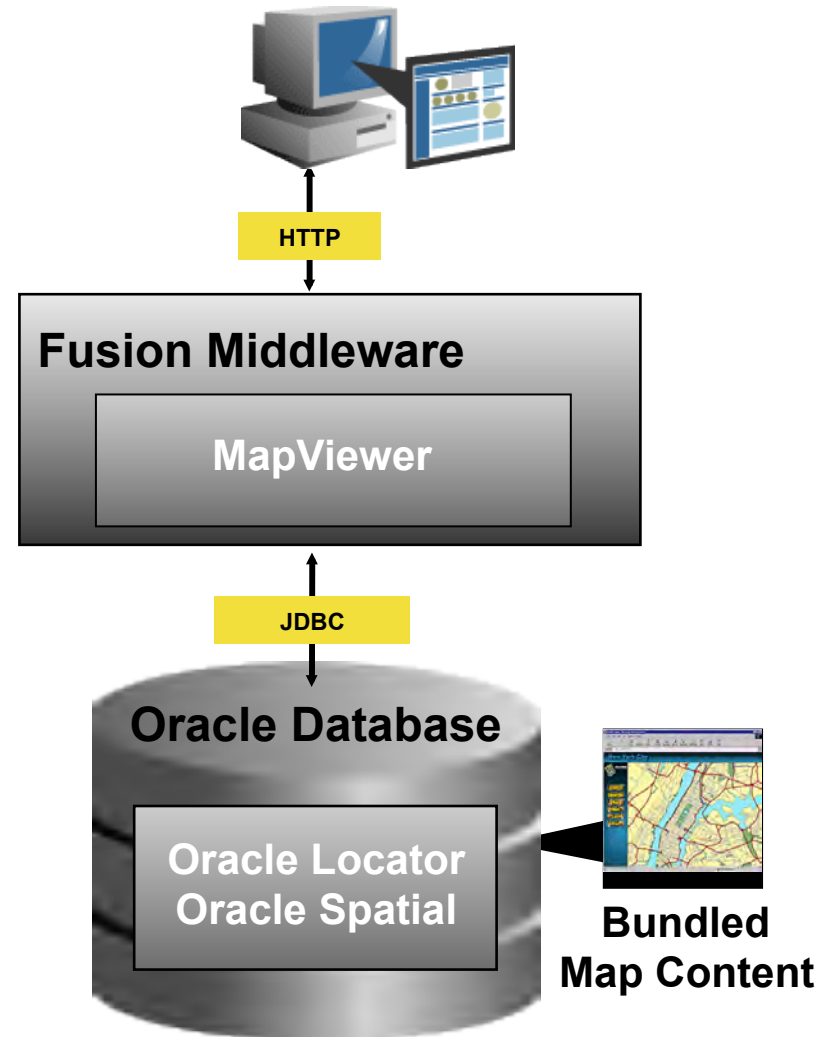 HTTP
Fusion Middleware
MapViewer
JDBC
Oracle Database
Oracle Locator
Oracle Spatial
Bundled
Map Content